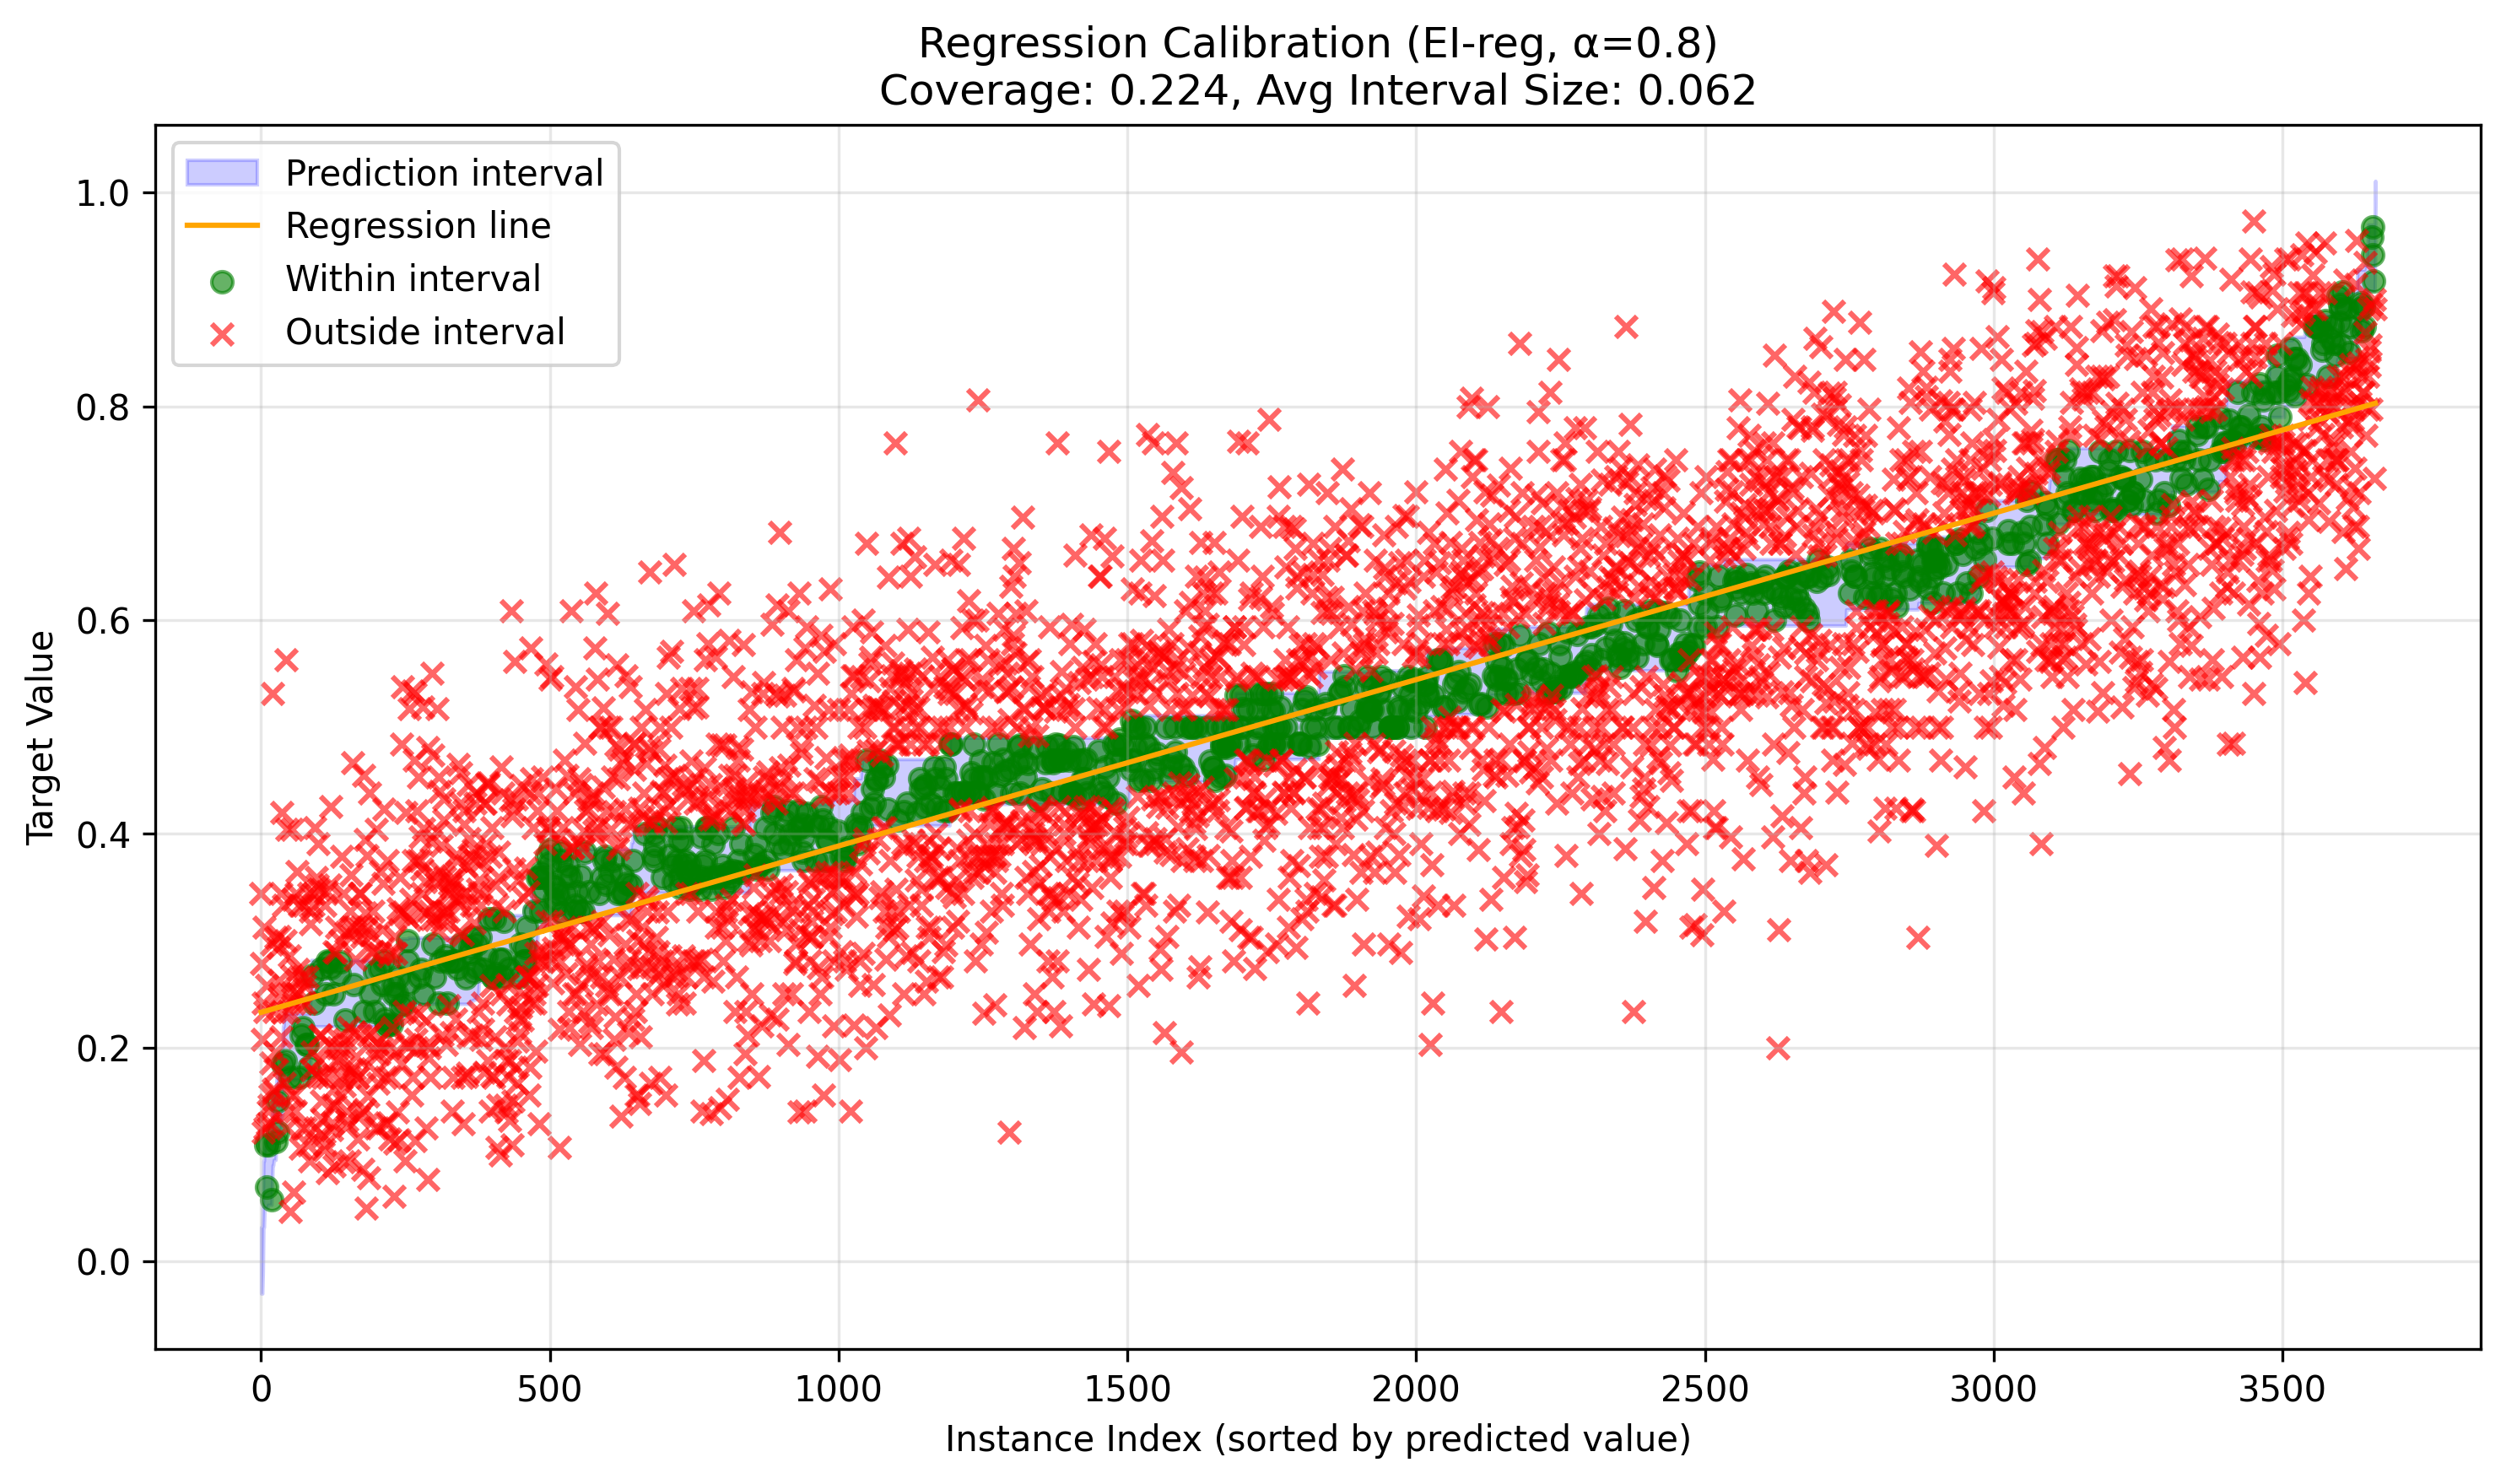 Regression Calibration (EI-reg, α=0.8)
Coverage: 0.224, Avg Interval Size: 0.062
Prediction interval
Regression line
Within interval
Outside interval
1.0
0.8
0.6
0.4
0.2
0.0
Target Value
0 500 1000 1500 2000 2500 3000 3500
Instance Index (sorted by predicted value)